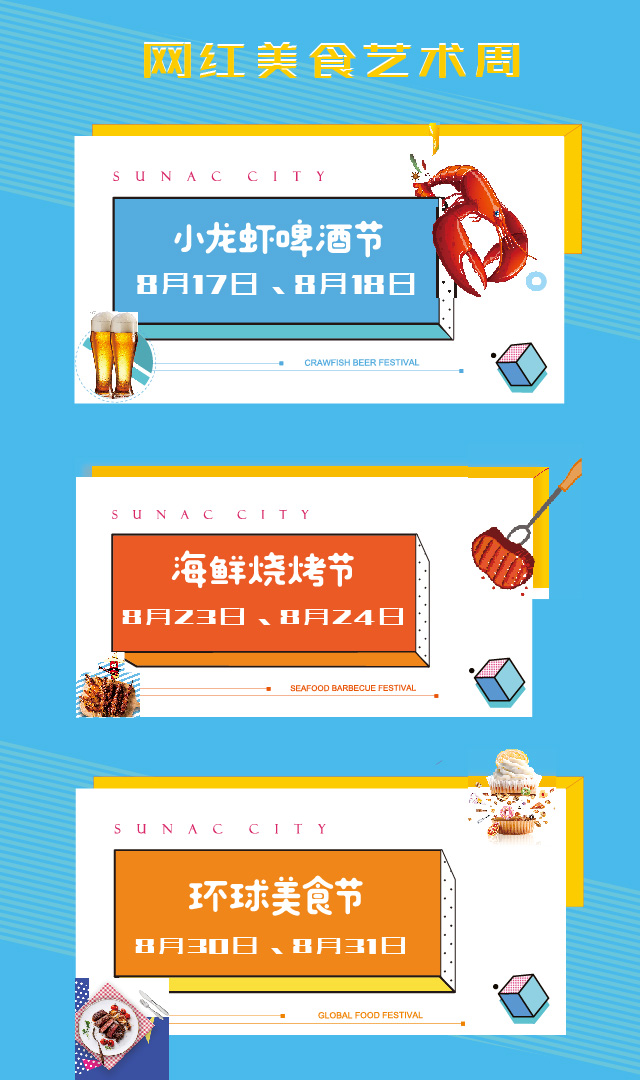 网红美食艺术周
SUNAC CITY
小龙虾啤酒节
8月17日、8月18日
CRAWFISH BEER FESTIVAL
SUNAC CITY
海鲜烧烤节
8月23日、8月24日
SEAFOOD BARBECUE FESTIVAL
SUNAC CITY
环球美食节
8月30日、8月31日
GLOBAL FOOD FESTIVAL